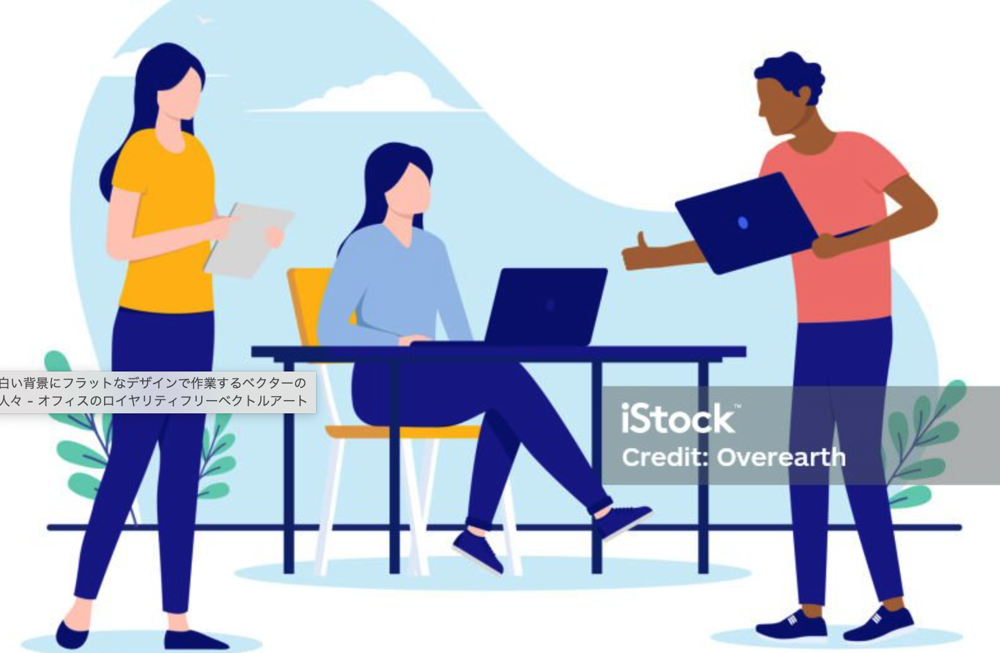 白い背景にフラットなデザインで作業するベクターの
人々 - オフィスのロイヤリティフリーベクトルアート
iStock™
Credit: Overearth